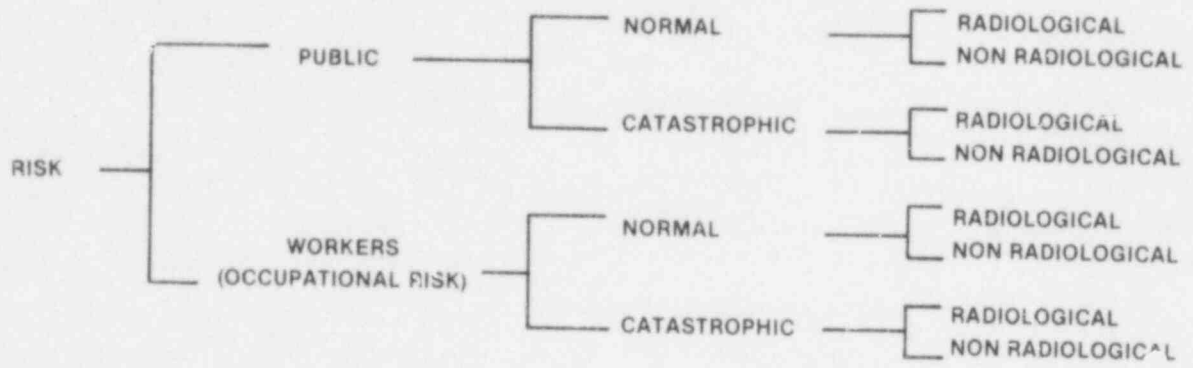 RISK
PUBLIC
NORMAL
RADIOLOGICAL
NON RADIOLOGICAL
CATASTROPHIC
RADIOLOGICAL
NON RADIOLOGICAL
WORKERS
(OCCUPATIONAL RISK)
NORMAL
RADIOLOGICAL
NON RADIOLOGICAL
CATASTROPHIC
RADIOLOGICAL
NON RADIOLOGICAL